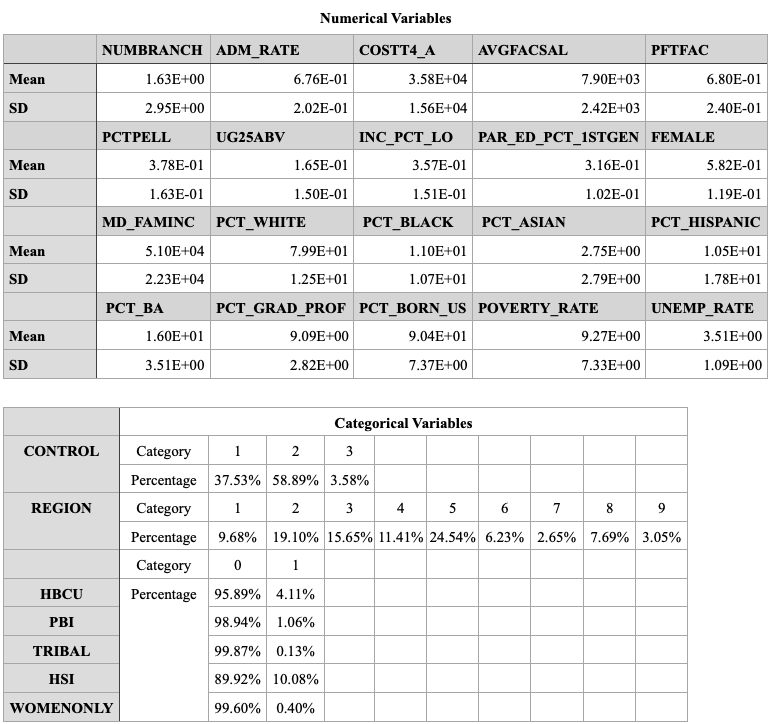 Numerical Variables
NUMBRANCH ADM_RATE COSTT4_A AVGFACSAL PFTFAC
Mean 1.63E+00 6.76E-01 3.58E+04 7.90E+03 6.80E-01
SD 2.95E+00 2.02E-01 1.56E+04 2.42E+03 2.40E-01
PCTPELL UG25ABV INC_PCT_LO PAR_ED_PCT_1STGEN FEMALE
Mean 3.78E-01 1.65E-01 3.57E-01 3.16E-01 5.82E-01
SD 1.63E-01 1.50E-01 1.51E-01 1.02E-01 1.19E-01
MD_FAMINC PCT_WHITE PCT_BLACK PCT_ASIAN PCT_HISPANIC
Mean 5.10E+04 7.99E+01 1.10E+01 2.75E+00 1.05E+01
SD 2.23E+04 1.25E+01 1.07E+01 2.79E+00 1.78E+01
PCT_BA PCT_GRAD_PROF PCT_BORN_US POVERTY_RATE UNEMP_RATE
Mean 1.60E+01 9.09E+00 9.04E+01 9.27E+00 3.51E+00
SD 3.51E+00 2.82E+00 7.37E+00 7.33E+00 1.09E+00
Categorical Variables
CONTROL Category 1 2 3
Percentage 37.53% 58.89% 3.58%
REGION Category 1 2 3 4 5 6 7 8 9
Percentage 9.68% 19.10% 15.65% 11.41% 24.54% 6.23% 2.65% 7.69% 3.05%
Category 0 1
HBCU Percentage 95.89% 4.11%
PBI 98.94% 1.06%
TRIBAL 99.87% 0.13%
HSI 89.92% 10.08%
WOMENONLY 99.60% 0.40%